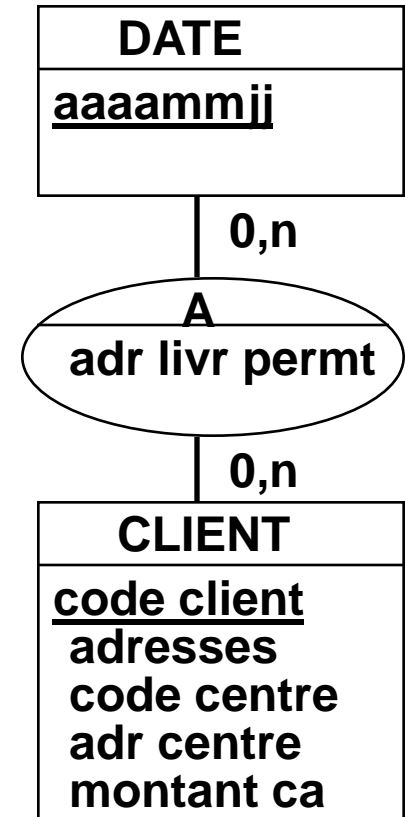 DATE
aaaammjj
0,n
A
adr livr permt
0,n
CLIENT
code client
adresses
code centre
adr centre
montant ca